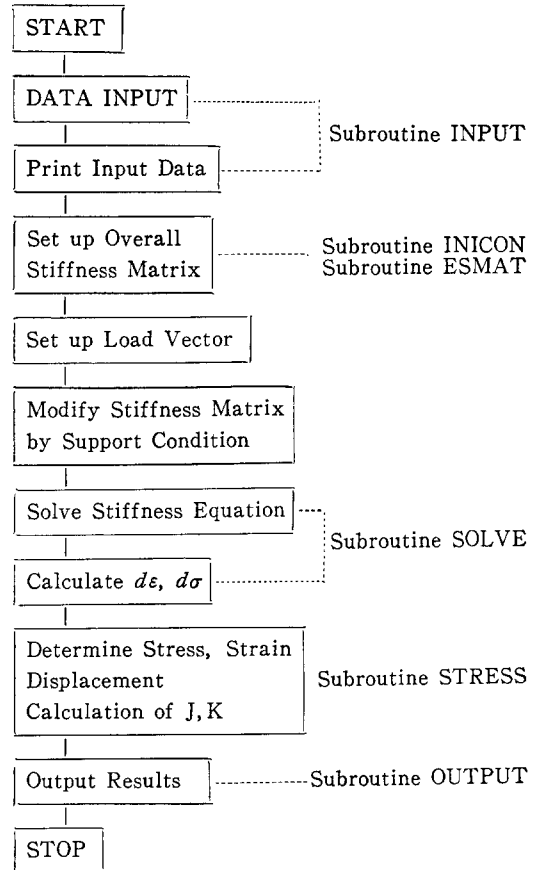 START
DATA INPUT
Subroutine INPUT
Print Input Data
Set up Overall
Stiffness Matrix
Subroutine INICON
Subroutine ESMAT
Set up Load Vector
Modify Stiffness Matrix
by Support Condition
Solve Stiffness Equation
Subroutine SOLVE
Calculate dε, dσ
Determine Stress, Strain
Displacement
Calculation of J, K
Subroutine STRESS
Output Results
Subroutine OUTPUT
STOP